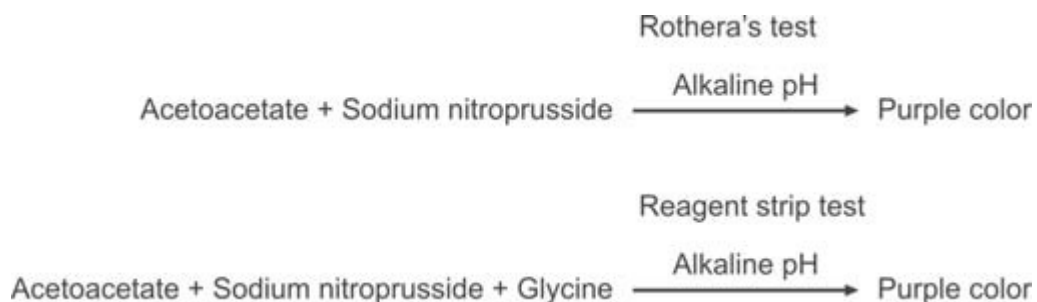 Rothera's test
Alkaline pH
Acetoacetate + Sodium nitroprusside
Purple color
Reagent strip test
Alkaline pH
Acetoacetate + Sodium nitroprusside + Glycine
Purple color